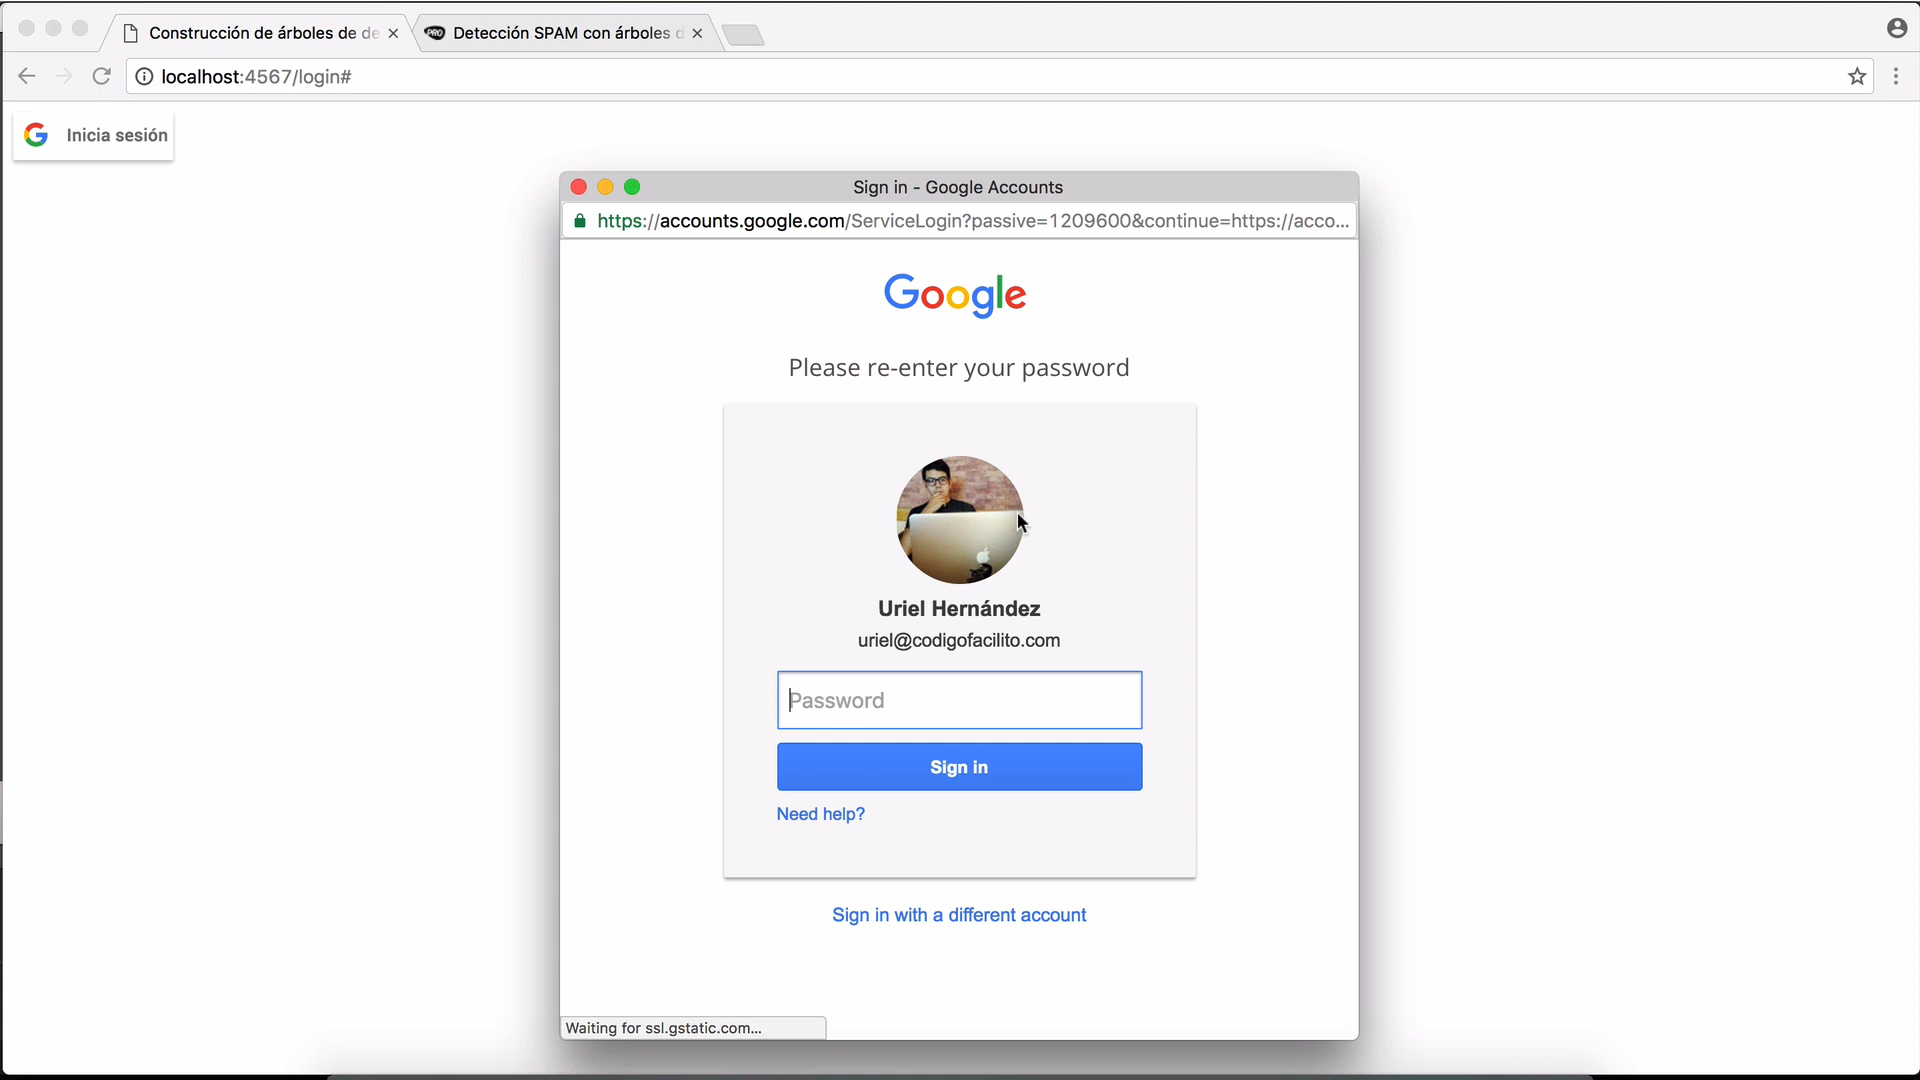 Construcción de árboles de de
PRO Detección SPAM con árboles d
localhost:4567/login#
Inicia sesión
Sign in - Google Accounts
https://accounts.google.com/ServiceLogin?passive=1209600&continue=https://acco...
Google
Please re-enter your password
Uriel Hernández
uriel@codigofacilito.com
Password
Sign in
Need help?
Sign in with a different account
Waiting for ssl.gstatic.com...